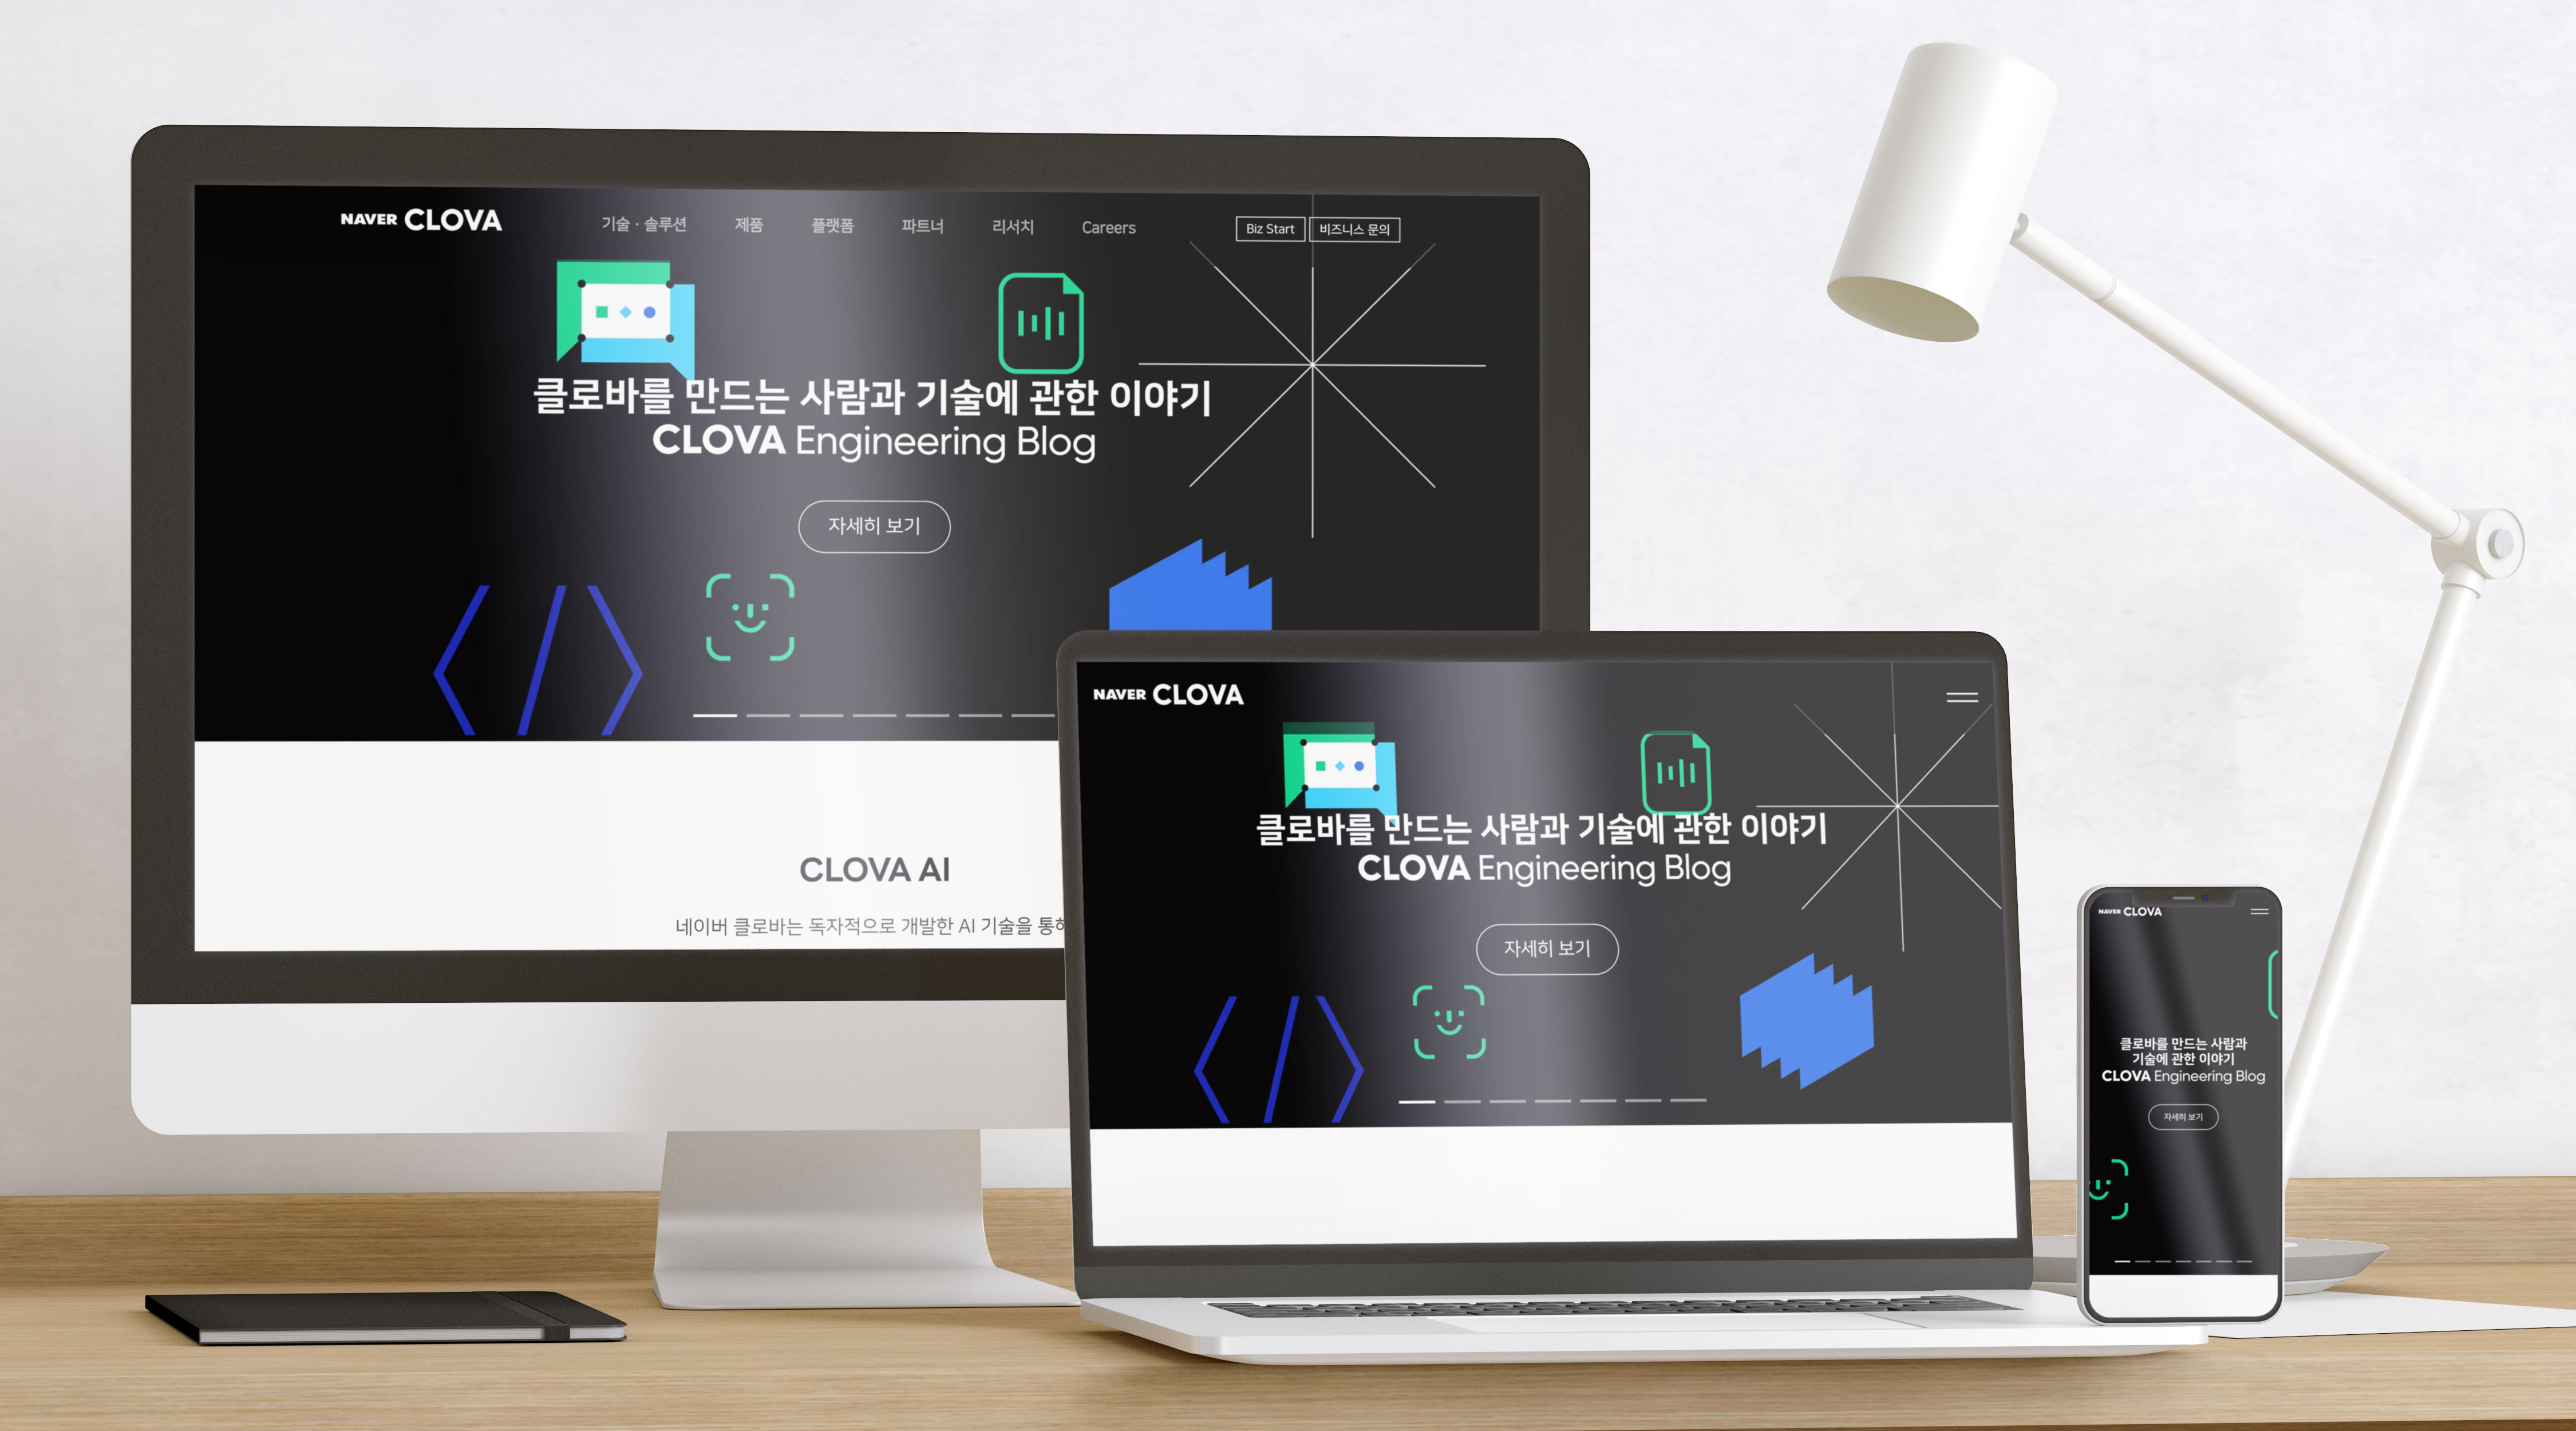 NAVER CLOVA
기술 · 솔루션 제품 플랫폼 파트너 리서치 Careers Biz Start 비즈니스 문의
클로바를 만드는 사람과 기술에 관한 이야기
CLOVA Engineering Blog
자세히 보기
CLOVA AI
네이버 클로바는 독자적으로 개발한 AI 기술을
NAVER CLOVA
클로바를 만드는 사람과 기술에 관한 이야기
CLOVA Engineering Blog
자세히 보기
NAVER CLOVA
클로바를 만드는 사람과
기술에 관한 이야기
CLOVA Engineering Blog
자세히 보기